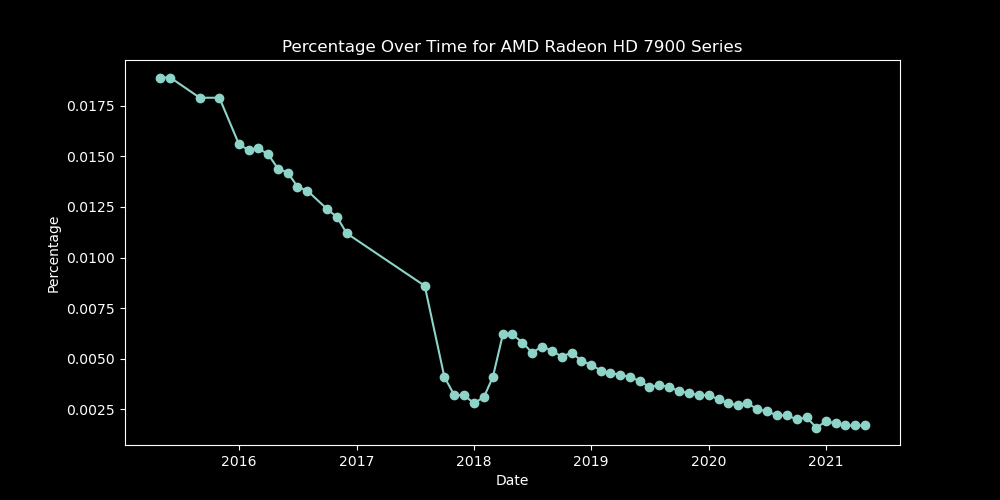 Percentage Over Time for AMD Radeon HD 7900 Series
Percentage
0.0175
0.0150
0.0125
0.0100
0.0075
0.0050
0.0025
2016 2017 2018 2019 2020 2021
Date